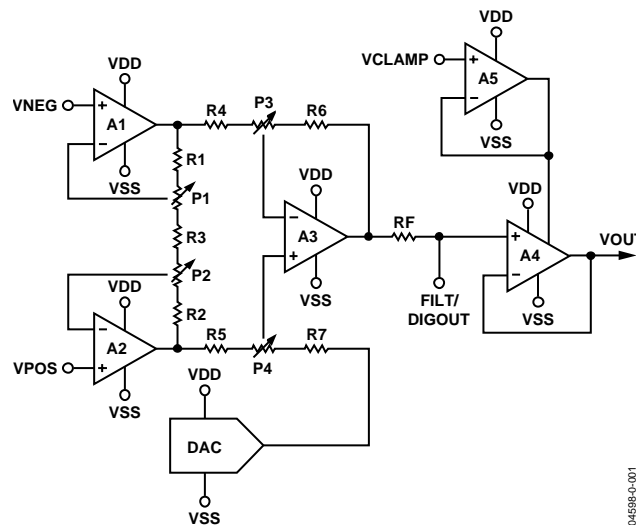 VDD
VCLAMP
+
A5
−
VSS
VDD
VNEG
+
A1
−
VSS
R4
P3
R6
R1
P1
R3
P2
R2
VDD
−
A3
+
VSS
RF
FILT/
DIGOUT
VDD
+
A4
−
VSS
VOUT
VDD
−
A2
+
VPOS
VSS
R5
P4
R7
VDD
DAC
VSS
04598-0-001